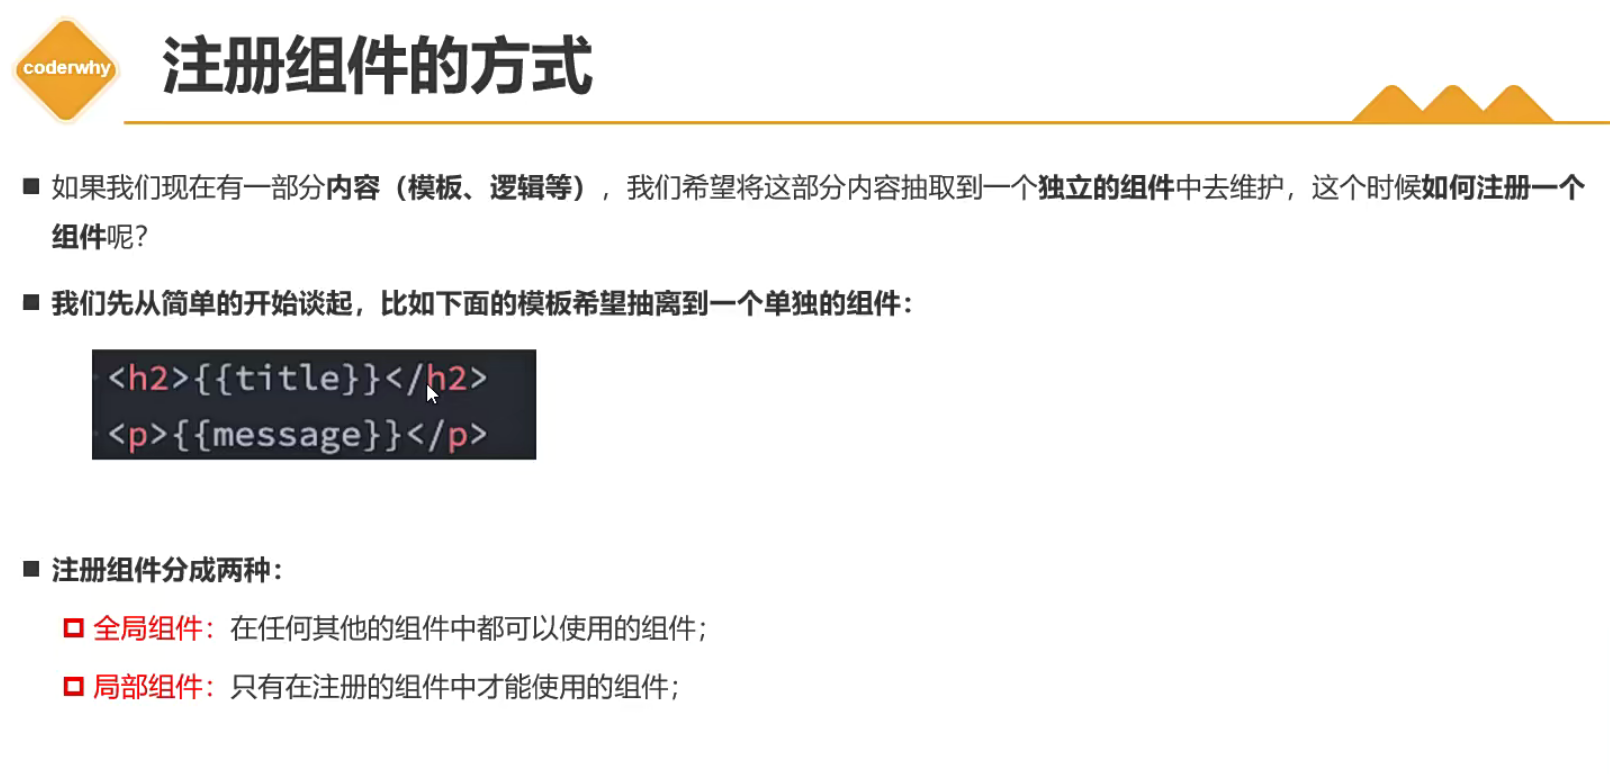 coderwhy
注册组件的方式
如果我们现在有一部分内容（模板、逻辑等），我们希望将这部分内容抽取到一个独立的组件中去维护，这个时候如何注册一个
组件呢？
我们先从简单的开始谈起，比如下面的模板希望抽离到一个单独的组件：
<h2>{{title}}</h2>
<p>{{message}}</p>
注册组件分成两种：
全局组件：在任何其他的组件中都可以使用的组件；
局部组件：只有在注册的组件中才能使用的组件；